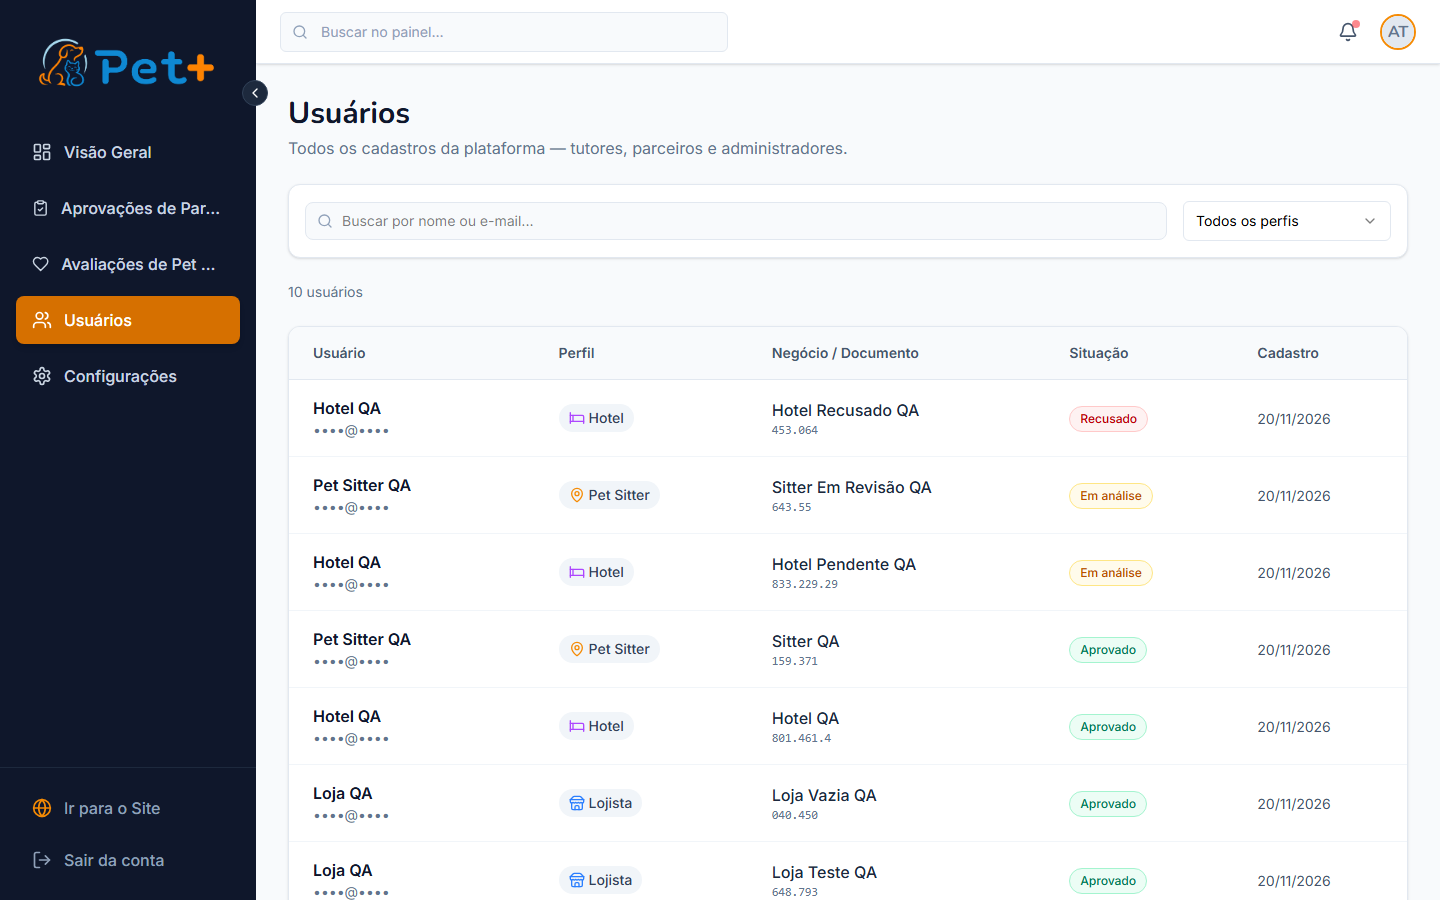 Pet+
Visão Geral
Aprovações de Par...
Avaliações de Pet ...
Usuários
Configurações
Ir para o Site
Sair da conta
Buscar no painel...
AT
Usuários
Todos os cadastros da plataforma — tutores, parceiros e administradores.
Buscar por nome ou e-mail...
Todos os perfis
10 usuários
Usuário Perfil Negócio / Documento Situação Cadastro
Hotel QA
••••@••••
Hotel
Hotel Recusado QA
453.064
Recusado
20/11/2026
Pet Sitter QA
••••@••••
Pet Sitter
Sitter Em Revisão QA
643.55
Em análise
20/11/2026
Hotel QA
••••@••••
Hotel
Hotel Pendente QA
833.229.29
Em análise
20/11/2026
Pet Sitter QA
••••@••••
Pet Sitter
Sitter QA
159.371
Aprovado
20/11/2026
Hotel QA
••••@••••
Hotel
Hotel QA
801.461.4
Aprovado
20/11/2026
Loja QA
••••@••••
Lojista
Loja Vazia QA
040.450
Aprovado
20/11/2026
Loja QA
••••@••••
Lojista
Loja Teste QA
648.793
Aprovado
20/11/2026